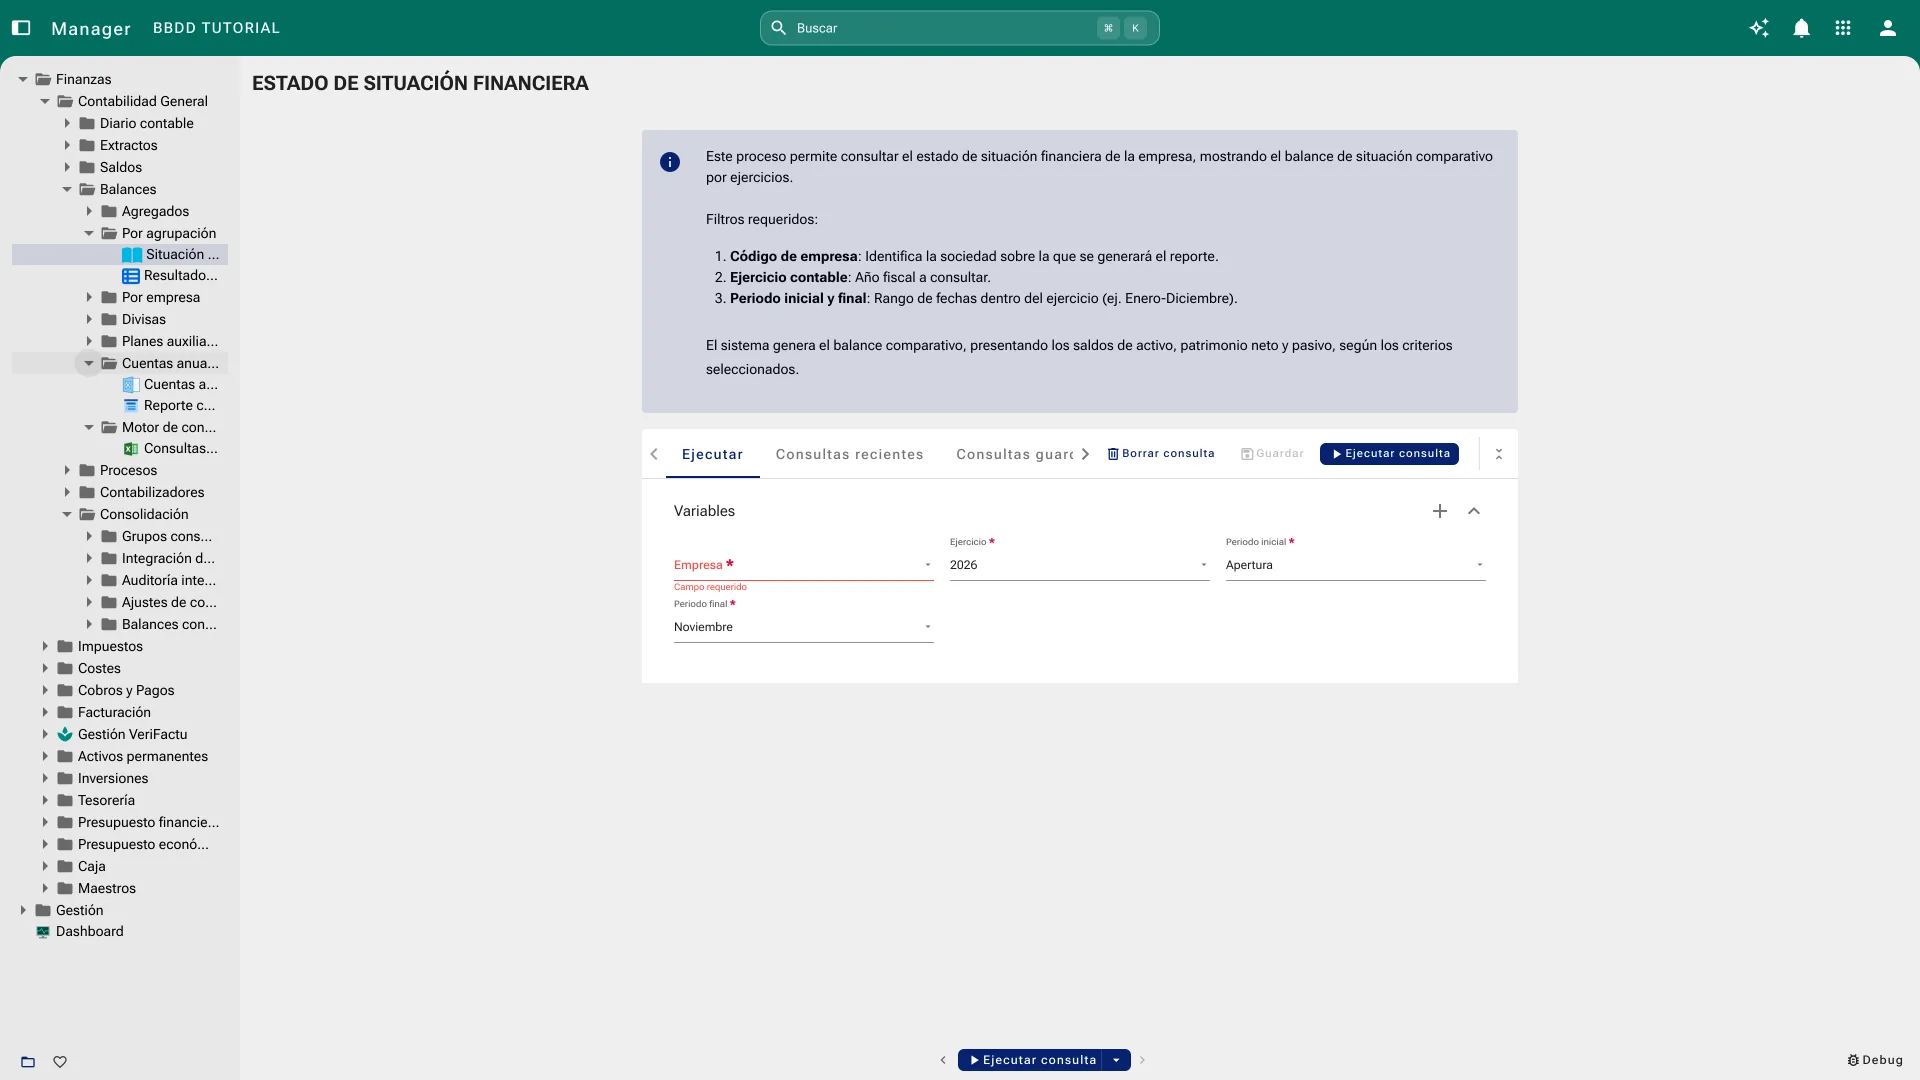 Manager
BBDD TUTORIAL
Buscar
⌘ K
Finanzas
Contabilidad General
Diario contable
Extractos
Saldos
Balances
Agregados
Por agrupación
Situación ...
Resultado...
Por empresa
Divisas
Planes auxilia...
Cuentas anua...
Cuentas a...
Reporte c...
Motor de con...
Consultas...
Procesos
Contabilizadores
Consolidación
Grupos cons...
Integración d...
Auditoría inte...
Ajustes de co...
Balances con...
Impuestos
Costes
Cobros y Pagos
Facturación
Gestión VeriFactu
Activos permanentes
Inversiones
Tesorería
Presupuesto financie...
Presupuesto econó...
Caja
Maestros
Gestión
Dashboard
ESTADO DE SITUACIÓN FINANCIERA
Este proceso permite consultar el estado de situación financiera de la empresa, mostrando el balance de situación comparativo
por ejercicios.
Filtros requeridos:
1. Código de empresa: Identifica la sociedad sobre la que se generará el reporte.
2. Ejercicio contable: Año fiscal a consultar.
3. Periodo inicial y final: Rango de fechas dentro del ejercicio (ej. Enero-Diciembre).
El sistema genera el balance comparativo, presentando los saldos de activo, patrimonio neto y pasivo, según los criterios
seleccionados.
Ejecutar
Consultas recientes
Consultas guar
Borrar consulta
Guardar
Ejecutar consulta
Variables
Empresa *
Campo requerido
Ejercicio *
2026
Periodo inicial *
Apertura
Periodo final *
Noviembre
Ejecutar consulta
Debug